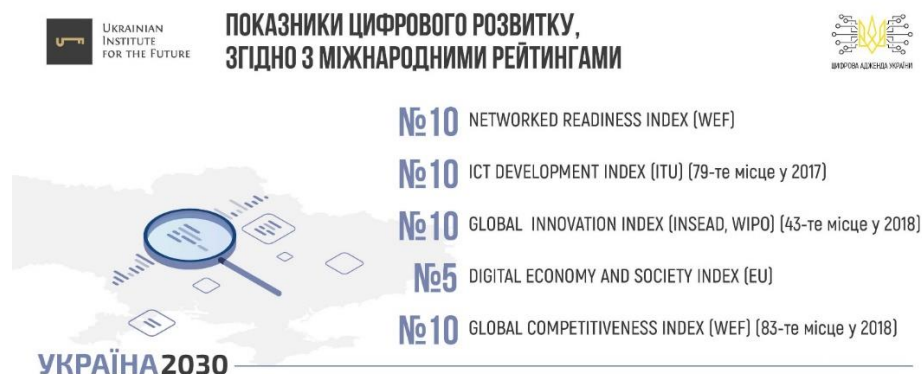 UKRAINIAN
INSTITUTE
FOR THE FUTURE
ПОКАЗНИКИ ЦИФРОВОГО РОЗВИТКУ,
ЗГІДНО З МІЖНАРОДНИМИ РЕЙТИНГАМИ
ЦИФРОВА АДЖЕНДА УКРАЇНИ
№10 NETWORKED READINESS INDEX (WEF)
№10 ICT DEVELOPMENT INDEX (ITU) (79-те місце у 2017)
№10 GLOBAL INNOVATION INDEX (INSEAD, WIPO) (43-те місце у 2018)
№5 DIGITAL ECONOMY AND SOCIETY INDEX (EU)
№10 GLOBAL COMPETITIVENESS INDEX (WEF) (83-те місце у 2018)
УКРАЇНА 2030